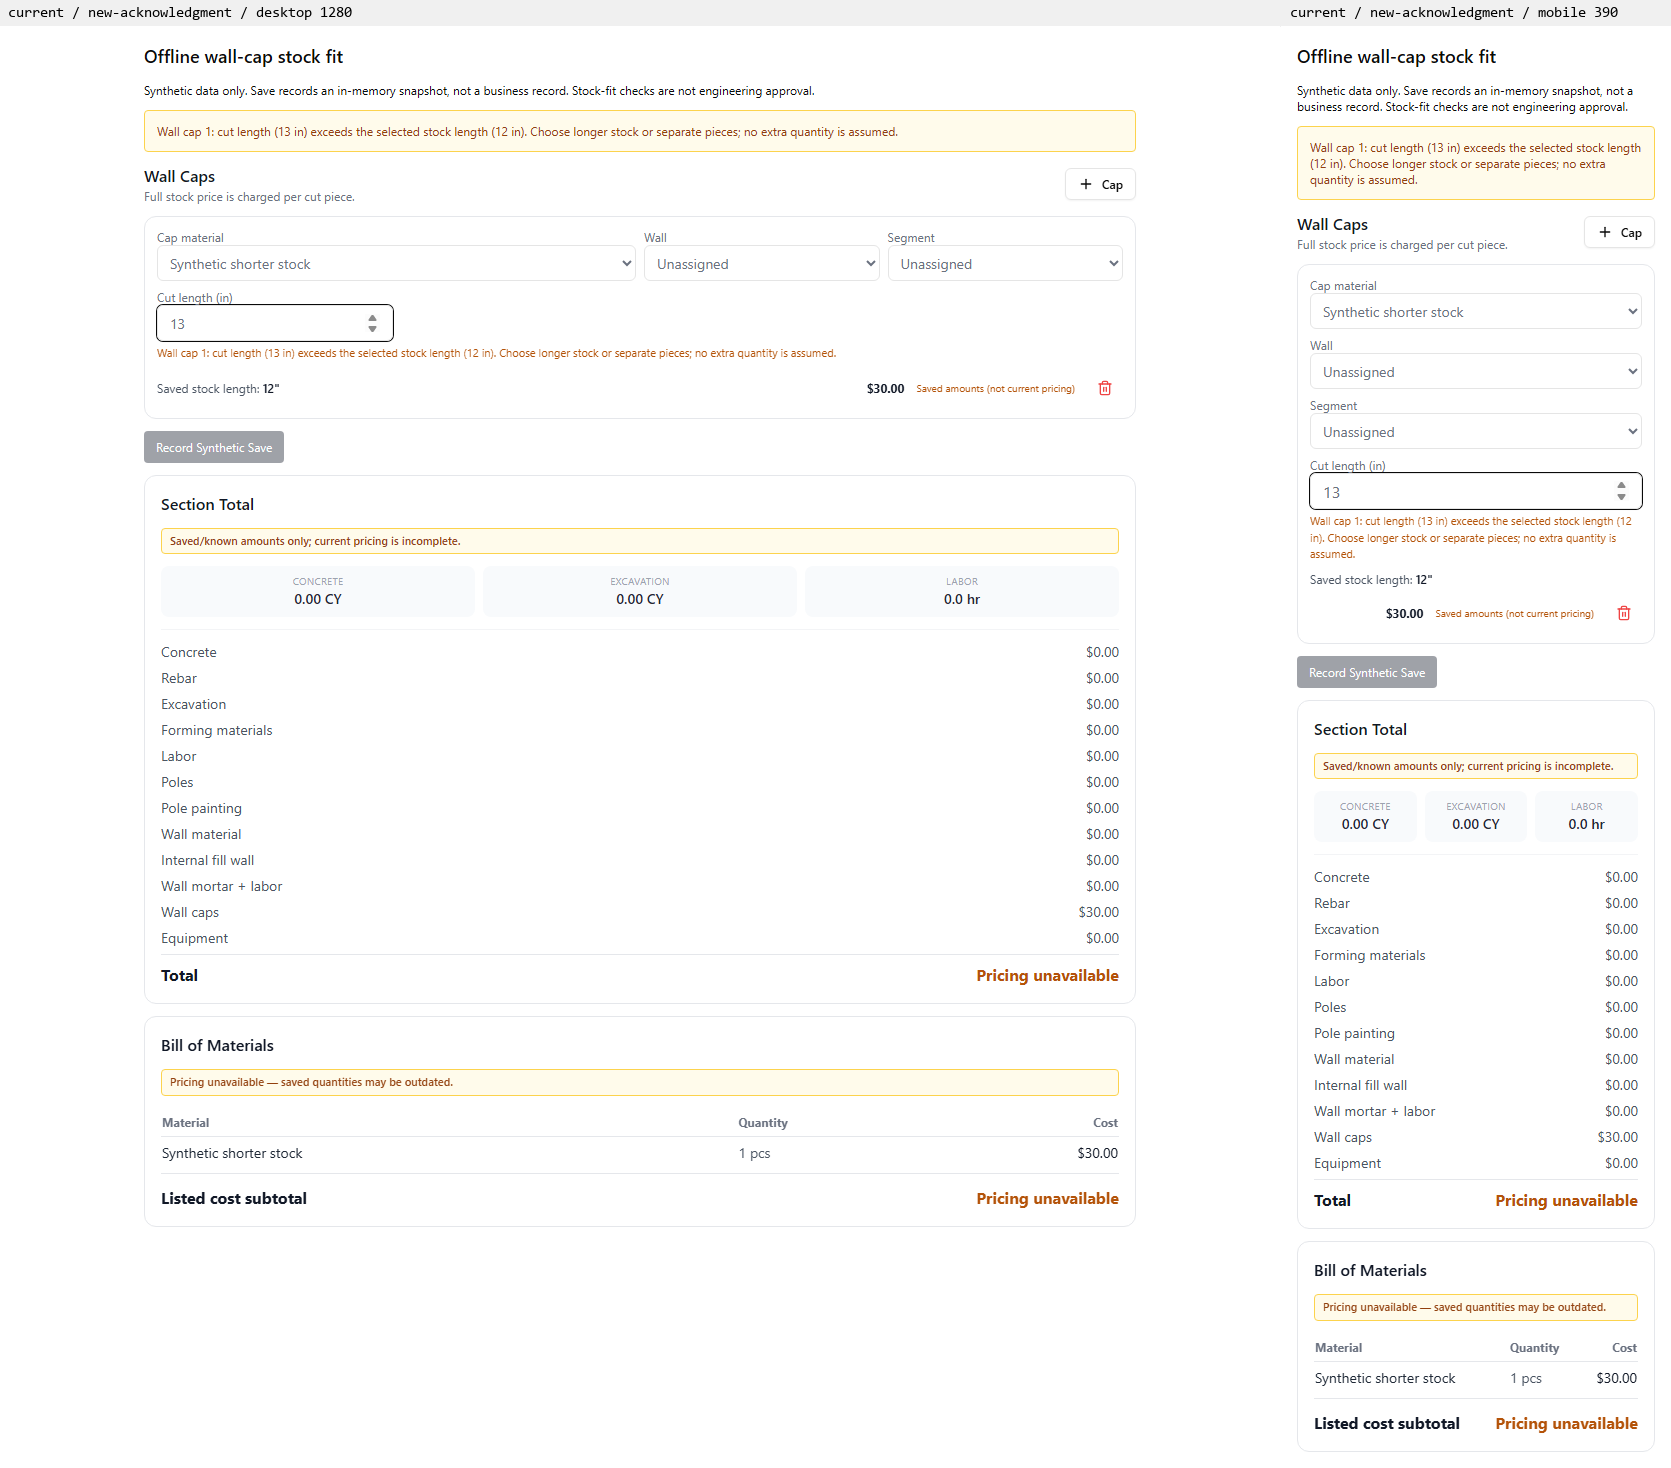 current / new-acknowledgment / desktop 1280
Offline wall-cap stock fit
Synthetic data only. Save records an in-memory snapshot, not a business record. Stock-fit checks are not engineering approval.
Wall cap 1: cut length (13 in) exceeds the selected stock length (12 in). Choose longer stock or separate pieces; no extra quantity is assumed.
Wall Caps
Full stock price is charged per cut piece.
+ Cap
Cap material
Wall
Segment
Synthetic shorter stock
Unassigned
Unassigned
Cut length (in)
13
Wall cap 1: cut length (13 in) exceeds the selected stock length (12 in). Choose longer stock or separate pieces; no extra quantity is assumed.
Saved stock length: 12"
$30.00 Saved amounts (not current pricing)
Record Synthetic Save
Section Total
Saved/known amounts only; current pricing is incomplete.
CONCRETE
0.00 CY
EXCAVATION
0.00 CY
LABOR
0.0 hr
Concrete $0.00
Rebar $0.00
Excavation $0.00
Forming materials $0.00
Labor $0.00
Poles $0.00
Pole painting $0.00
Wall material $0.00
Internal fill wall $0.00
Wall mortar + labor $0.00
Wall caps $30.00
Equipment $0.00
Total Pricing unavailable
Bill of Materials
Pricing unavailable — saved quantities may be outdated.
Material Quantity Cost
Synthetic shorter stock 1 pcs $30.00
Listed cost subtotal Pricing unavailable
current / new-acknowledgment / mobile 390
Offline wall-cap stock fit
Synthetic data only. Save records an in-memory snapshot, not a
business record. Stock-fit checks are not engineering approval.
Wall cap 1: cut length (13 in) exceeds the selected stock length
(12 in). Choose longer stock or separate pieces; no extra
quantity is assumed.
Wall Caps
Full stock price is charged per cut piece.
+ Cap
Cap material
Synthetic shorter stock
Wall
Unassigned
Segment
Unassigned
Cut length (in)
13
Wall cap 1: cut length (13 in) exceeds the selected stock length (12
in). Choose longer stock or separate pieces; no extra quantity is
assumed.
Saved stock length: 12"
$30.00 Saved amounts (not current pricing)
Record Synthetic Save
Section Total
Saved/known amounts only; current pricing is incomplete.
CONCRETE
0.00 CY
EXCAVATION
0.00 CY
LABOR
0.0 hr
Concrete $0.00
Rebar $0.00
Excavation $0.00
Forming materials $0.00
Labor $0.00
Poles $0.00
Pole painting $0.00
Wall material $0.00
Internal fill wall $0.00
Wall mortar + labor $0.00
Wall caps $30.00
Equipment $0.00
Total Pricing unavailable
Bill of Materials
Pricing unavailable — saved quantities may be outdated.
Material Quantity Cost
Synthetic shorter stock 1 pcs $30.00
Listed cost subtotal Pricing unavailable